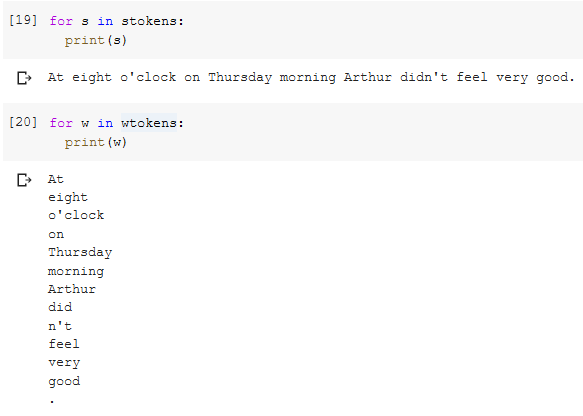 [19] for s in stokens:
print(s)
At eight o'clock on Thursday morning Arthur didn't feel very good.
[20] for w in wtokens:
print(w)
At
eight
o'clock
on
Thursday
morning
Arthur
did
n't
feel
very
good
.